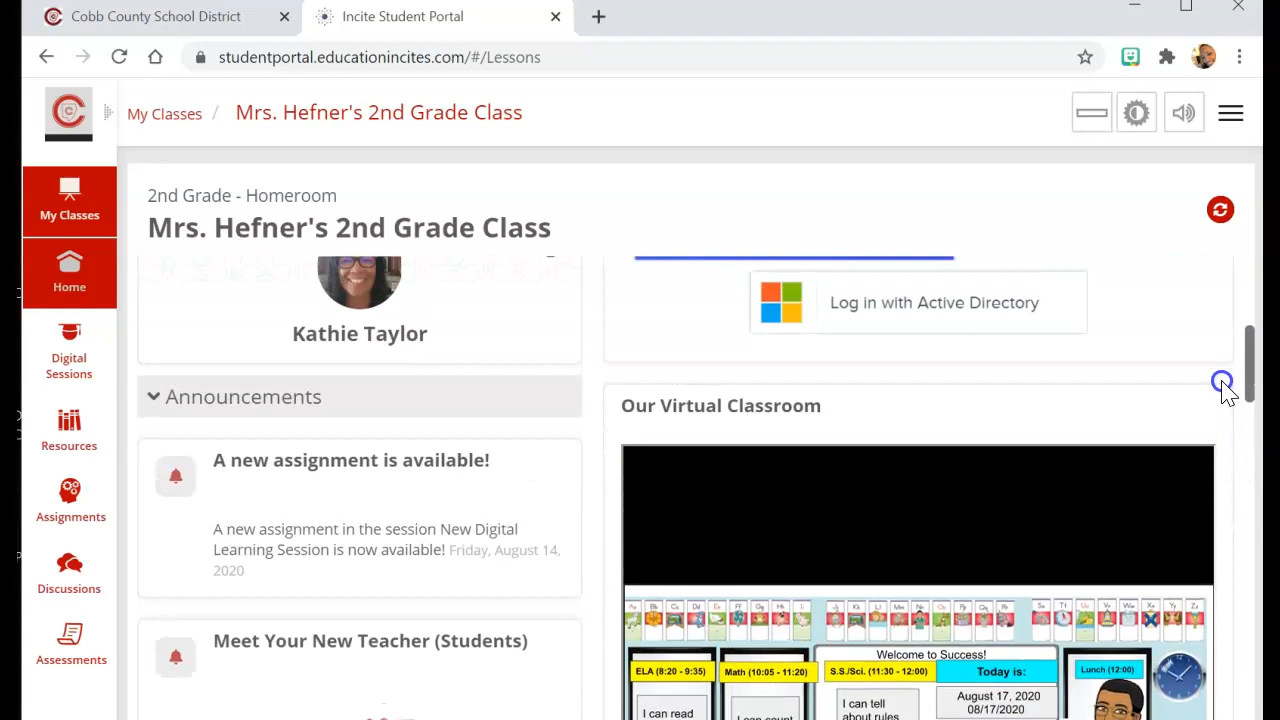 Cobb County School District
Incite Student Portal
studentportal.educationincites.com/#/Lessons
My Classes / Mrs. Hefner's 2nd Grade Class
My Classes
Home
Digital
Sessions
Resources
Assignments
Discussions
Assessments
2nd Grade - Homeroom
Mrs. Hefner's 2nd Grade Class
Kathie Taylor
Announcements
A new assignment is available!
A new assignment in the session New Digital
Learning Session is now available! Friday, August 14,
2020
Meet Your New Teacher (Students)
Log in with Active Directory
Our Virtual Classroom
Welcome to Success!
ELA (8:20 - 9:35)
Math (10:05 - 11:20)
S.S./Sci. (11:30 - 12:00)
Today is:
Lunch (12:00)
I can read
I can count
I can tell
about rules
August 17, 2020
08/17/2020